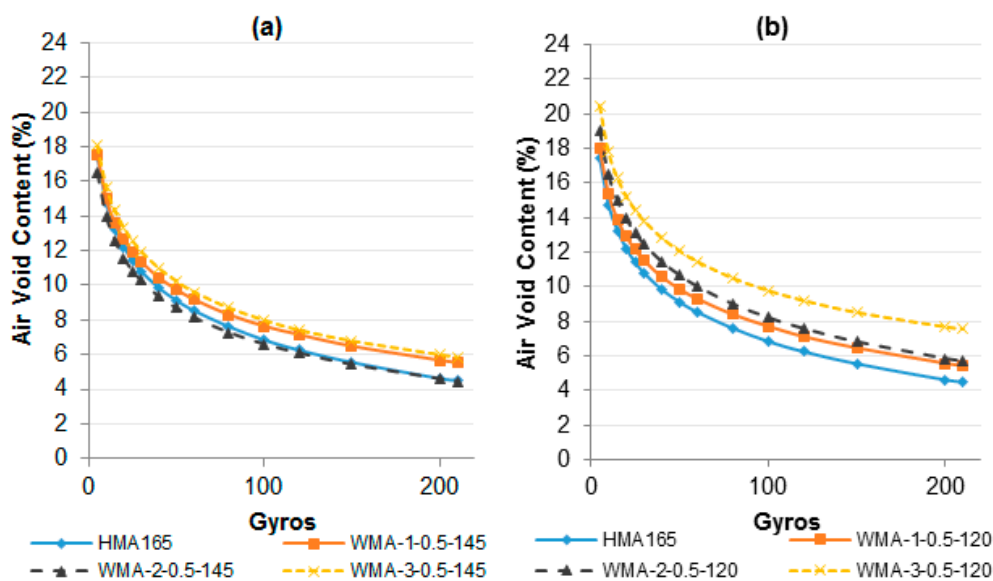 (a)
24
22
20
18
16
14
12
10
8
6
4
2
0
Air Void Content (%)
0 100 200
Gyros
HMA165
WMA-1-0.5-145
WMA-2-0.5-145
WMA-3-0.5-145
(b)
24
22
20
18
16
14
12
10
8
6
4
2
0
Air Void Content (%)
0 100 200
Gyros
HMA165
WMA-1-0.5-120
WMA-2-0.5-120
WMA-3-0.5-120